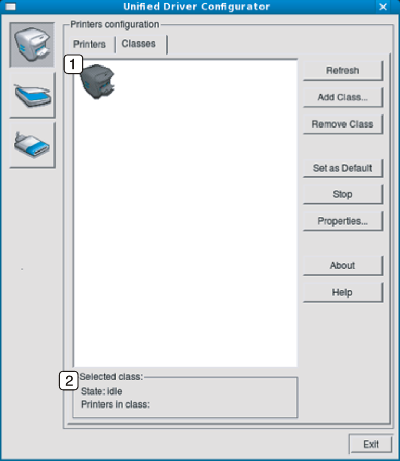 Unified Driver Configurator
Printers configuration
Printers
Classes
1
Refresh
Add Class...
Remove Class
Set as Default
Stop
Properties...
About
Help
2
Selected class:
State: idle
Printers in class:
Exit